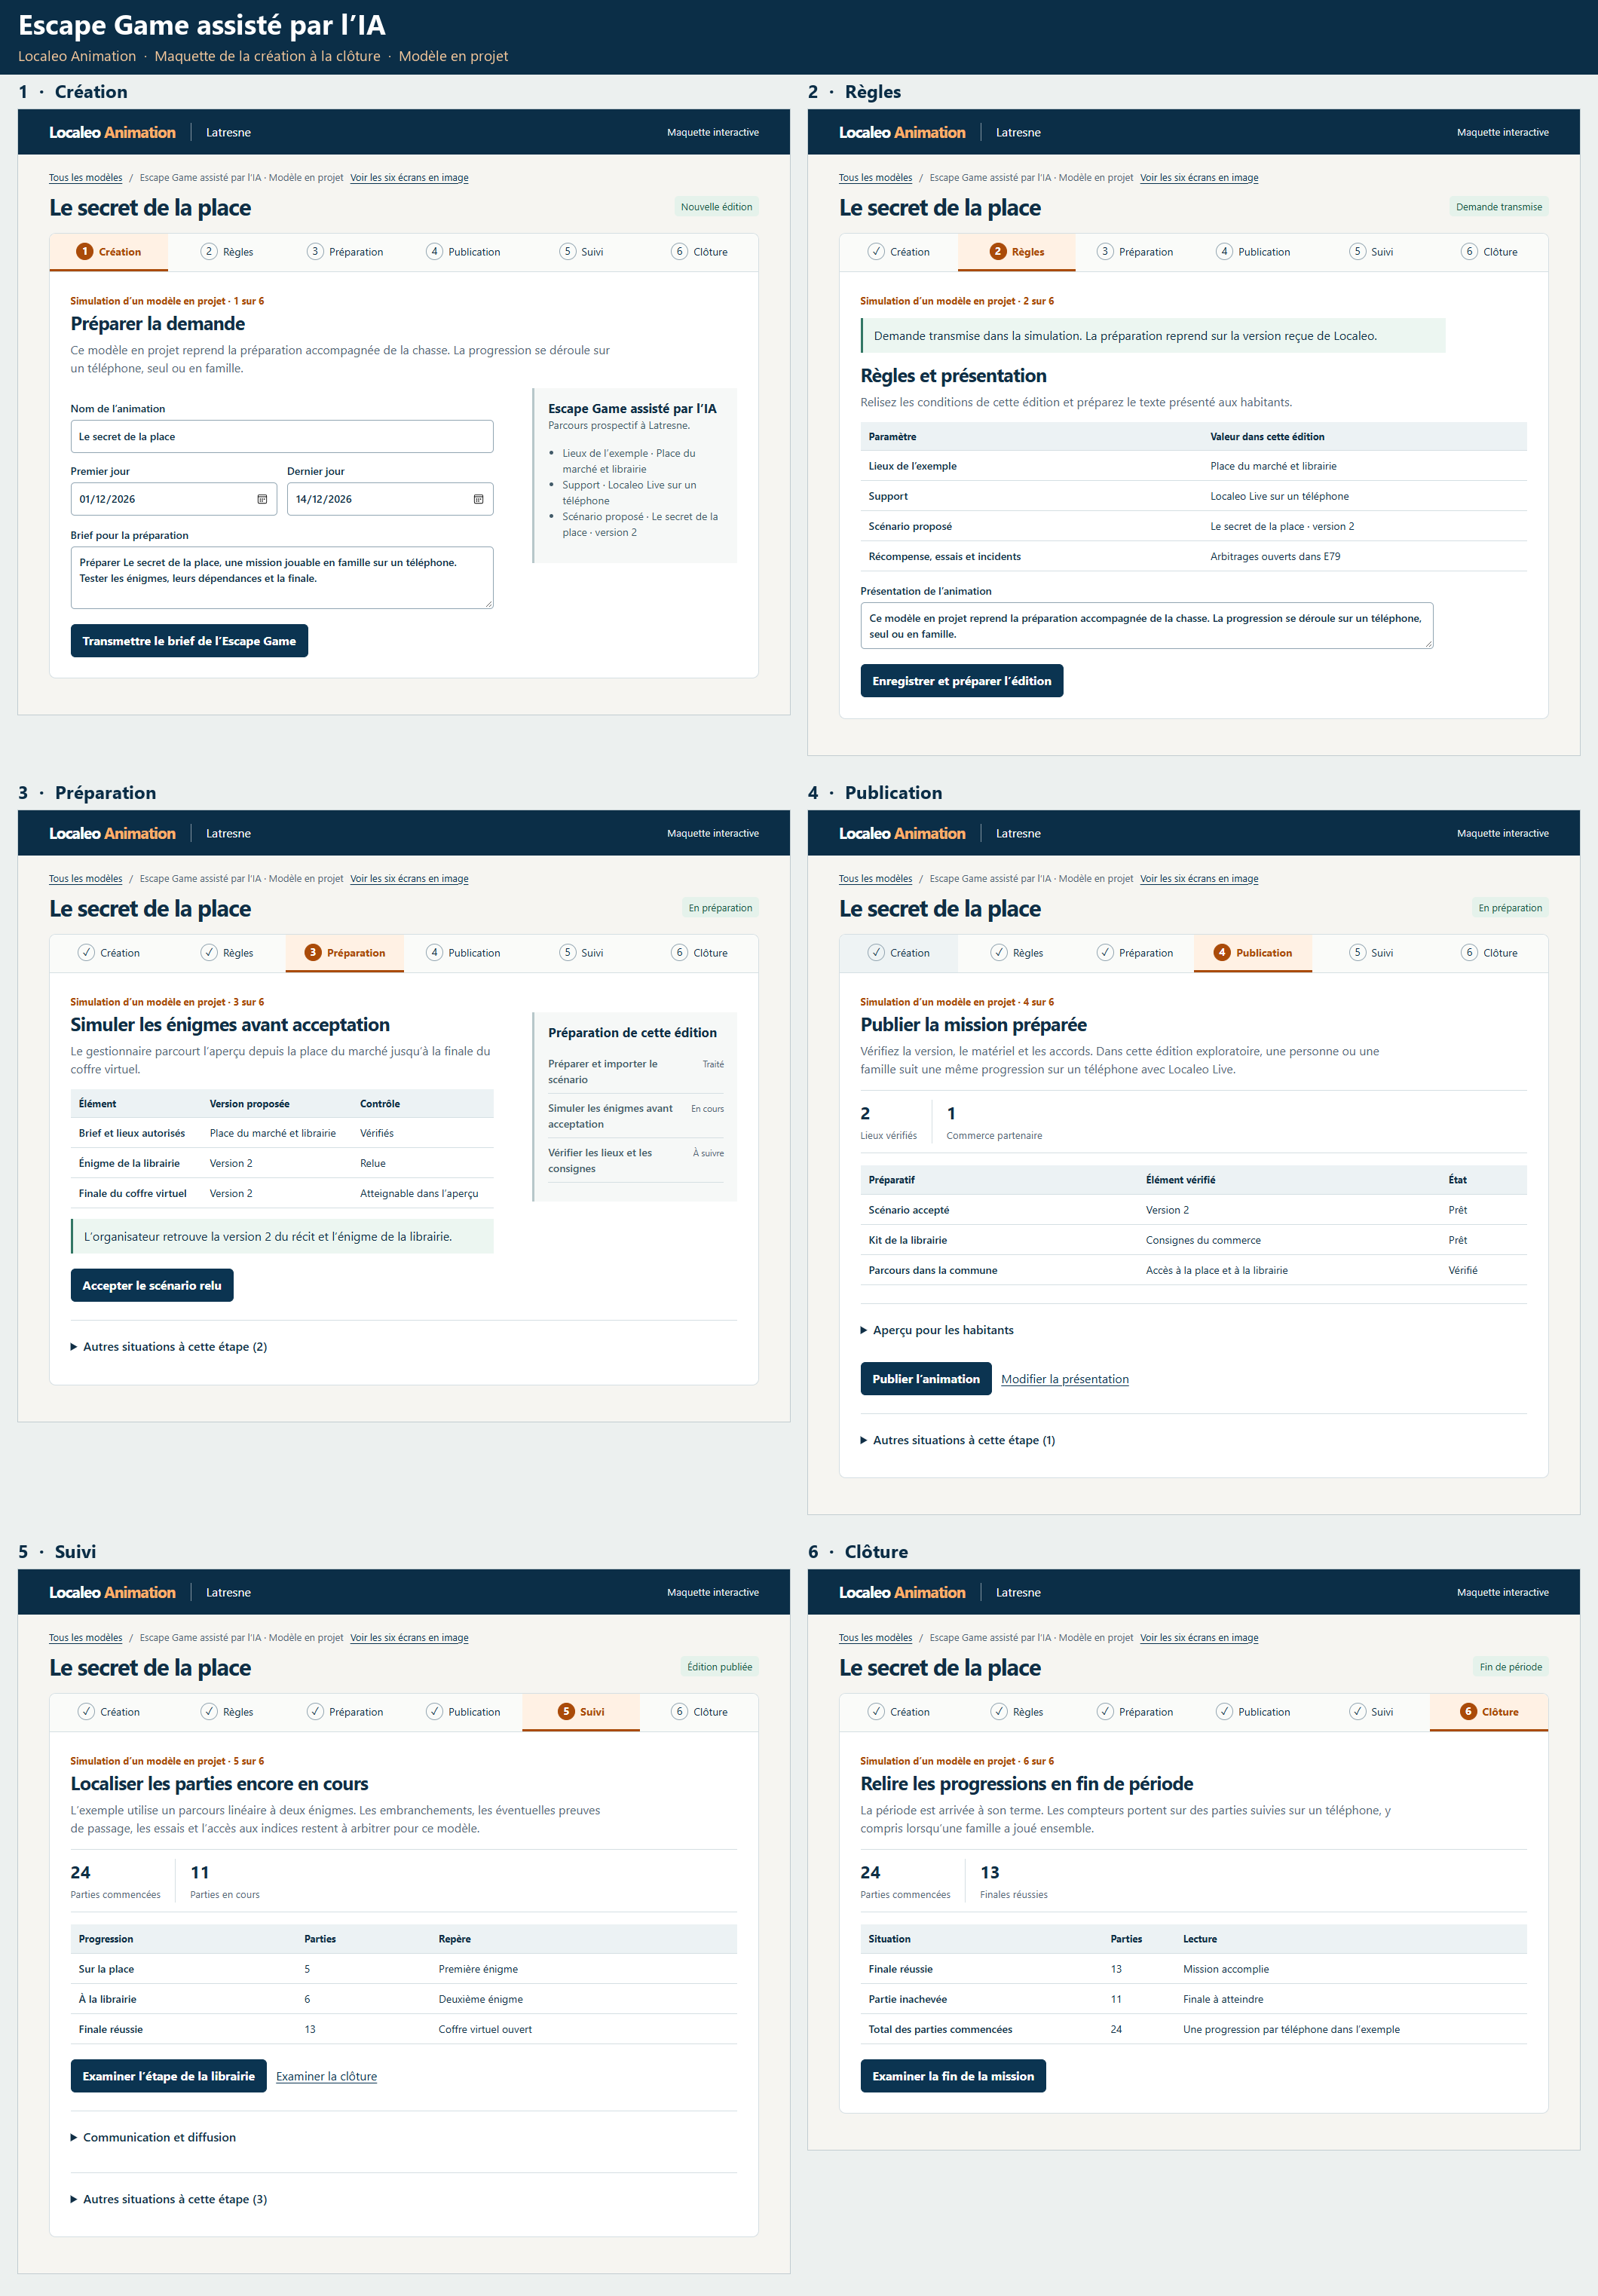 Escape Game assisté par l’IA
Localeo Animation · Maquette de la création à la clôture · Modèle en projet
1 · Création
Localeo Animation Latresne Maquette interactive
Tous les modèles / Escape Game assisté par l’IA · Modèle en projet Voir les six écrans en image
Le secret de la place Nouvelle édition
1 Création 2 Règles 3 Préparation 4 Publication 5 Suivi 6 Clôture
Simulation d’un modèle en projet · 1 sur 6
Préparer la demande
Ce modèle en projet reprend la préparation accompagnée de la chasse. La progression se déroule sur
un téléphone, seul ou en famille.
Nom de l’animation
Le secret de la place
Premier jour Dernier jour
01/12/2026 14/12/2026
Brief pour la préparation
Préparer Le secret de la place, une mission jouable en famille sur un téléphone.
Tester les énigmes, leurs dépendances et la finale.
Transmettre le brief de l’Escape Game
Escape Game assisté par l’IA
Parcours prospectif à Latresne.
• Lieux de l’exemple · Place du
marché et librairie
• Support · Localeo Live sur un
téléphone
• Scénario proposé · Le secret de la
place · version 2
2 · Règles
Localeo Animation Latresne Maquette interactive
Tous les modèles / Escape Game assisté par l’IA · Modèle en projet Voir les six écrans en image
Le secret de la place Demande transmise
✓ Création 2 Règles 3 Préparation 4 Publication 5 Suivi 6 Clôture
Simulation d’un modèle en projet · 2 sur 6
Demande transmise dans la simulation. La préparation reprend sur la version reçue de Localeo.
Règles et présentation
Relisez les conditions de cette édition et préparez le texte présenté aux habitants.
Paramètre Valeur dans cette édition
Lieux de l’exemple Place du marché et librairie
Support Localeo Live sur un téléphone
Scénario proposé Le secret de la place · version 2
Récompense, essais et incidents Arbitrages ouverts dans E79
Présentation de l’animation
Ce modèle en projet reprend la préparation accompagnée de la chasse. La progression se déroule sur un téléphone,
seul ou en famille.
Enregistrer et préparer l’édition
3 · Préparation
Localeo Animation Latresne Maquette interactive
Tous les modèles / Escape Game assisté par l’IA · Modèle en projet Voir les six écrans en image
Le secret de la place En préparation
✓ Création ✓ Règles 3 Préparation 4 Publication 5 Suivi 6 Clôture
Simulation d’un modèle en projet · 3 sur 6
Simuler les énigmes avant acceptation
Le gestionnaire parcourt l’aperçu depuis la place du marché jusqu’à la finale du
coffre virtuel.
Élément Version proposée Contrôle
Brief et lieux autorisés Place du marché et librairie Vérifiés
Énigme de la librairie Version 2 Relue
Finale du coffre virtuel Version 2 Atteignable dans l’aperçu
L’organisateur retrouve la version 2 du récit et l’énigme de la librairie.
Accepter le scénario relu
Préparation de cette édition
Préparer et importer le
scénario Traité
Simuler les énigmes avant
acceptation En cours
Vérifier les lieux et les
consignes À suivre
▶ Autres situations à cette étape (2)
4 · Publication
Localeo Animation Latresne Maquette interactive
Tous les modèles / Escape Game assisté par l’IA · Modèle en projet Voir les six écrans en image
Le secret de la place En préparation
✓ Création ✓ Règles ✓ Préparation 4 Publication 5 Suivi 6 Clôture
Simulation d’un modèle en projet · 4 sur 6
Publier la mission préparée
Vérifiez la version, le matériel et les accords. Dans cette édition exploratoire, une personne ou une
famille suit une même progression sur un téléphone avec Localeo Live.
2 1
Lieux vérifiés Commerce partenaire
Préparatif Élément vérifié État
Scénario accepté Version 2 Prêt
Kit de la librairie Consignes du commerce Prêt
Parcours dans la commune Accès à la place et à la librairie Vérifié
▶ Aperçu pour les habitants
Publier l’animation Modifier la présentation
▶ Autres situations à cette étape (1)
5 · Suivi
Localeo Animation Latresne Maquette interactive
Tous les modèles / Escape Game assisté par l’IA · Modèle en projet Voir les six écrans en image
Le secret de la place Édition publiée
✓ Création ✓ Règles ✓ Préparation ✓ Publication 5 Suivi 6 Clôture
Simulation d’un modèle en projet · 5 sur 6
Localiser les parties encore en cours
L’exemple utilise un parcours linéaire à deux énigmes. Les embranchements, les éventuelles preuves
de passage, les essais et l’accès aux indices restent à arbitrer pour ce modèle.
24 11
Parties commencées Parties en cours
Progression Parties Repère
Sur la place 5 Première énigme
À la librairie 6 Deuxième énigme
Finale réussie 13 Coffre virtuel ouvert
Examiner l’étape de la librairie Examiner la clôture
▶ Communication et diffusion
▶ Autres situations à cette étape (3)
6 · Clôture
Localeo Animation Latresne Maquette interactive
Tous les modèles / Escape Game assisté par l’IA · Modèle en projet Voir les six écrans en image
Le secret de la place Fin de période
✓ Création ✓ Règles ✓ Préparation ✓ Publication ✓ Suivi 6 Clôture
Simulation d’un modèle en projet · 6 sur 6
Relire les progressions en fin de période
La période est arrivée à son terme. Les compteurs portent sur des parties suivies sur un téléphone, y
compris lorsqu’une famille a joué ensemble.
24 13
Parties commencées Finales réussies
Situation Parties Lecture
Finale réussie 13 Mission accomplie
Partie inachevée 11 Finale à atteindre
Total des parties commencées 24 Une progression par téléphone dans l’exemple
Examiner la fin de la mission